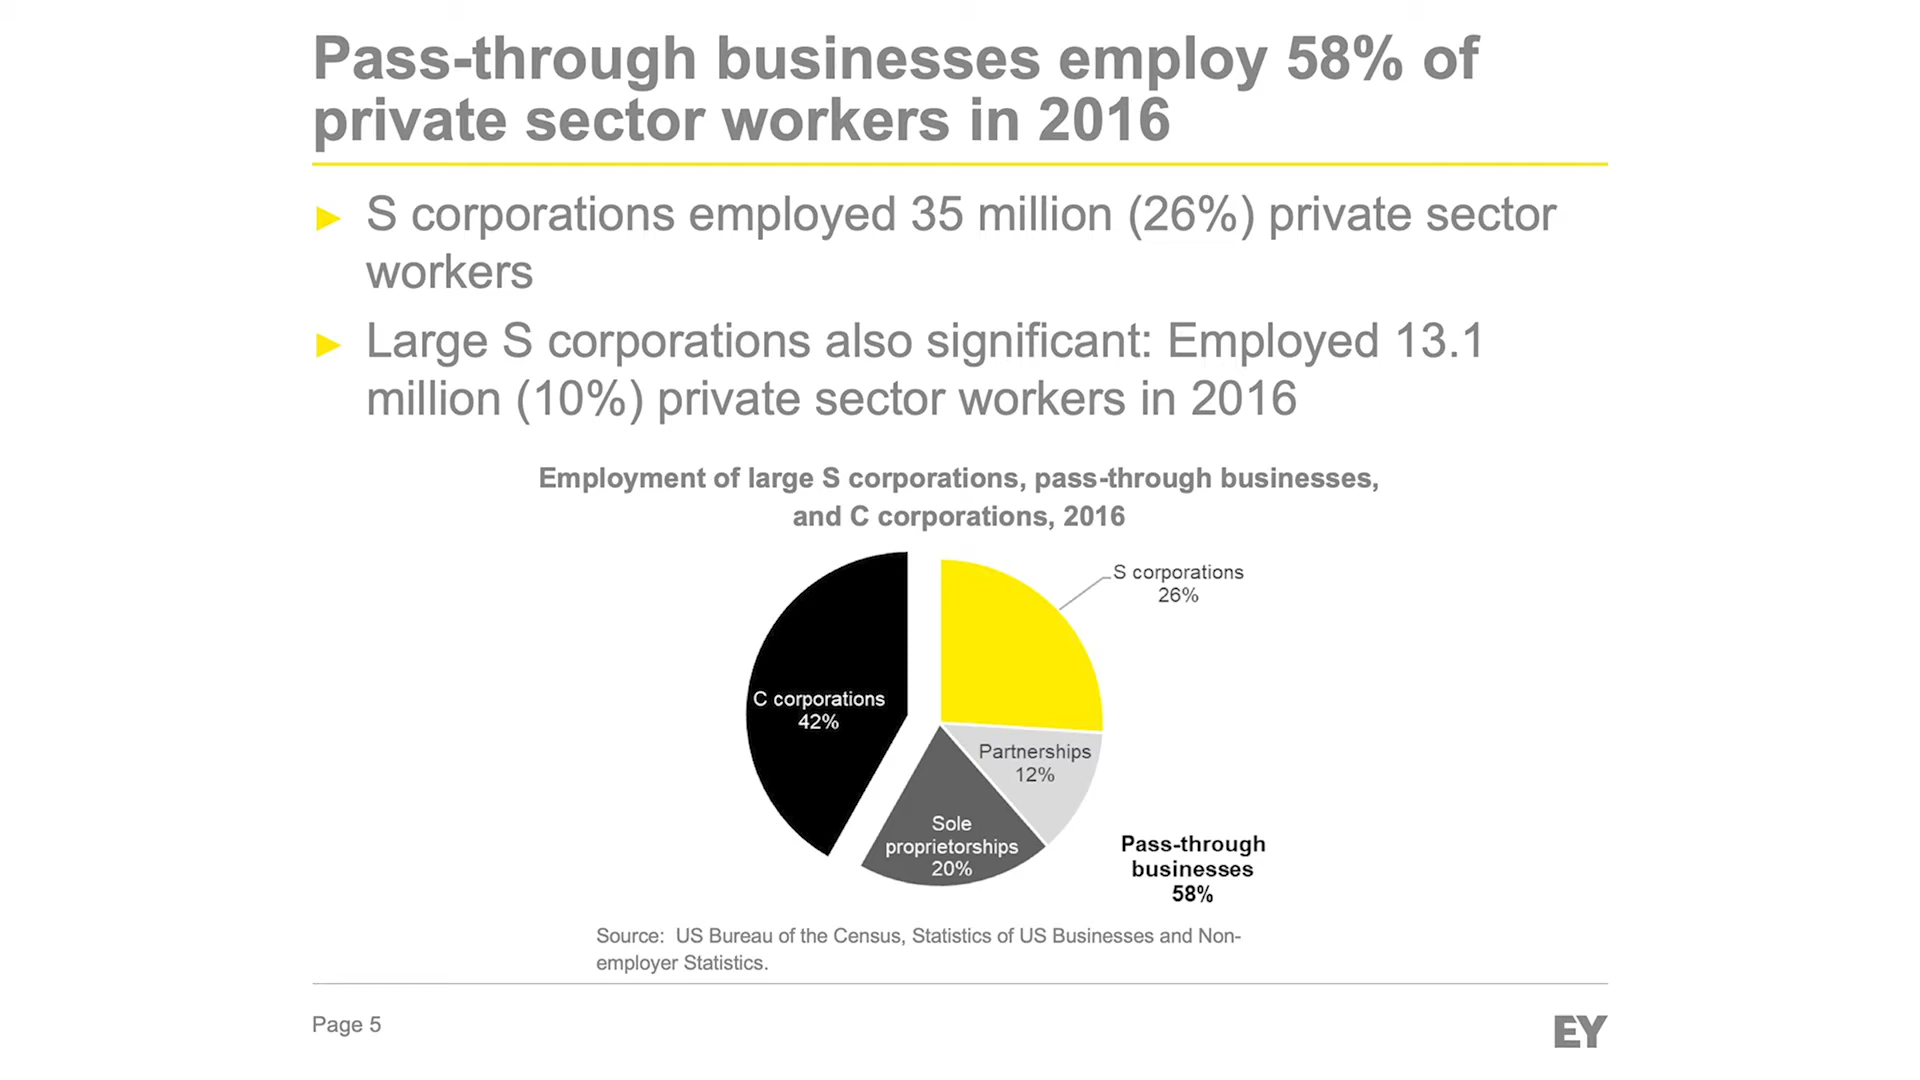 Pass-through businesses employ 58% of
private sector workers in 2016
► S corporations employed 35 million (26%) private sector
workers
► Large S corporations also significant: Employed 13.1
million (10%) private sector workers in 2016
Employment of large S corporations, pass-through businesses,
and C corporations, 2016
S corporations
26%
C corporations
42%
Partnerships
12%
Sole
proprietorships
20%
Pass-through
businesses
58%
Source:  US Bureau of the Census, Statistics of US Businesses and Non-
employer Statistics.
Page 5
EY